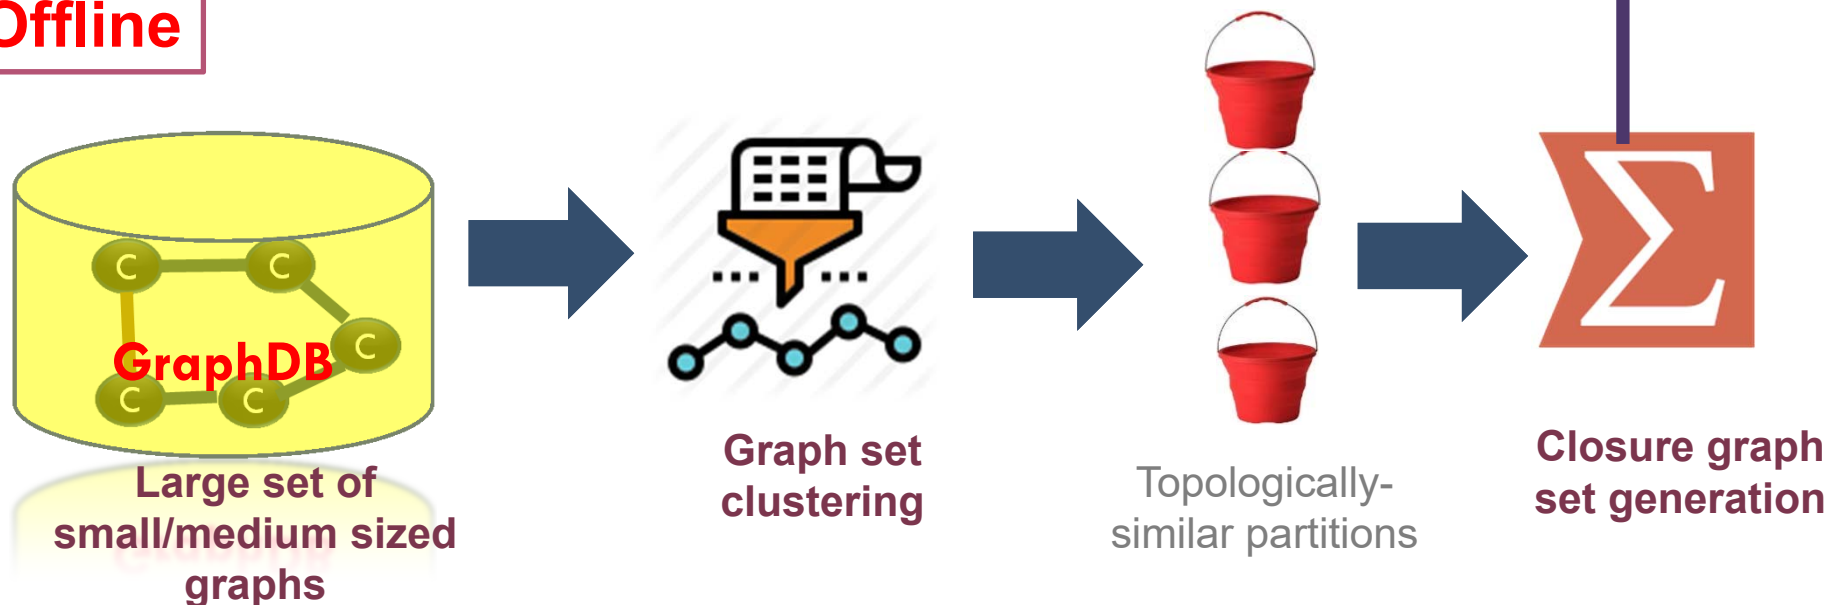 Offline
C
C
C
GraphDB
C
C
Large set of
small/medium sized
graphs
Graph set
clustering
Topologically-
similar partitions
Σ
Closure graph
set generation